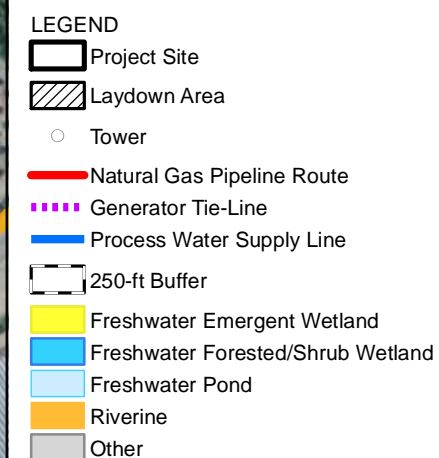 LEGEND
Project Site
Laydown Area
Tower
Natural Gas Pipeline Route
Generator Tie-Line
Process Water Supply Line
250-ft Buffer
Freshwater Emergent Wetland
Freshwater Forested/Shrub Wetland
Freshwater Pond
Riverine
Other